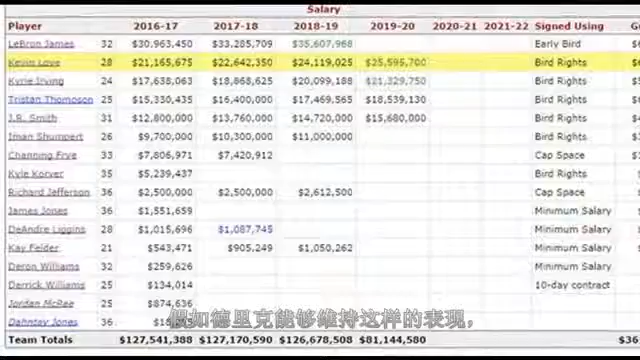 Salary
Player 2016-17 2017-18 2018-19 2019-20 2020-21 2021-22 Signed Using
LeBron James 32 $30,963,450 $33,285,709 $35,607,968 Early Bird
Kevin Love 28 $21,165,675 $22,642,350 $24,119,025 $25,595,700 Bird Rights
Kyrie Irving 24 $17,638,063 $18,868,625 $20,099,188 $21,329,750 Bird Rights
Tristan Thompson 25 $15,330,435 $16,400,000 $17,469,565 $18,539,130 Bird Rights
J.R. Smith 31 $12,800,000 $13,760,000 $14,720,000 $15,680,000 Bird Rights
Iman Shumpert 26 $9,700,000 $10,300,000 $11,000,000 Bird Rights
Channing Frye 33 $7,806,971 $7,420,912 Cap Space
Kyle Korver 35 $5,239,437 Bird Rights
Richard Jefferson 36 $2,500,000 $2,500,000 $2,612,500 Cap Space
James Jones 36 $1,551,659 Minimum Salary
DeAndre Liggins 28 $1,015,696 $1,087,745 Minimum Salary
Kay Felder 21 $543,471 $905,249 $1,050,262 Minimum Salary
Deron Williams 32 $259,626 Minimum Salary
Derrick Williams 25 $134,014 10-day contract
Jordan McRae 25 $874,636
Dahntay Jones 36
假如德里克能够维持这样的表现,
Team Totals $127,541,388 $127,170,590 $126,678,508 $81,144,580